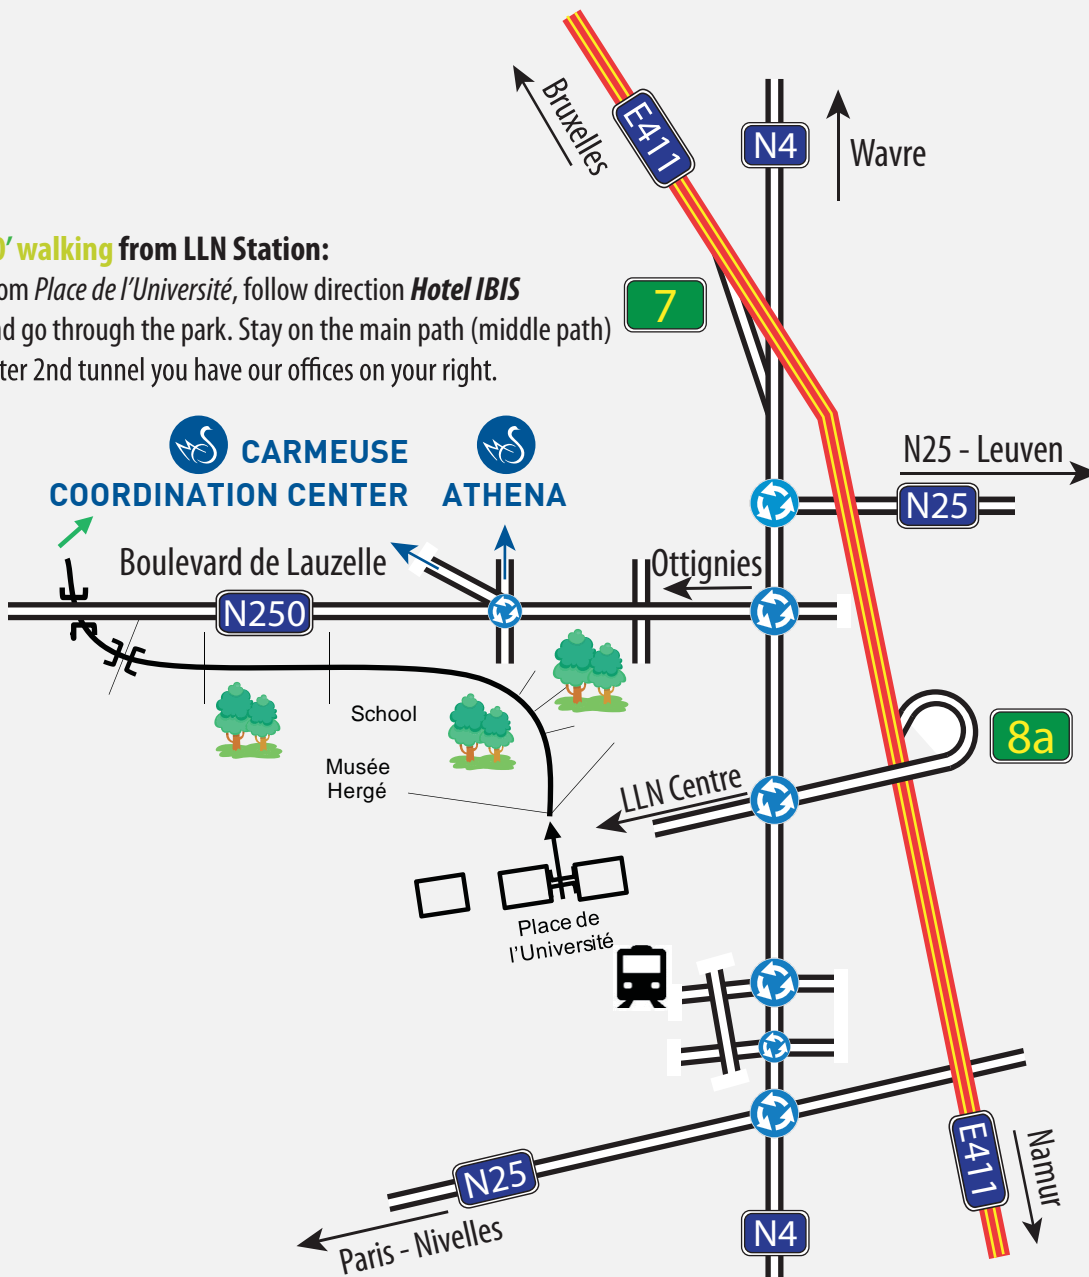 Bruxelles
E411
N4
Wavre
0’ walking from LLN Station:
om Place de l’Université, follow direction Hotel IBIS
nd go through the park. Stay on the main path (middle path)
ter 2nd tunnel you have our offices on your right.
7
CARMEUSE
COORDINATION CENTER
ATHENA
N25 - Leuven
N25
Boulevard de Lauzelle
Ottignies
N250
School
Musée
Hergé
8a
LLN Centre
Place de
l’Université
N25
Paris - Nivelles
N4
E411
Namur